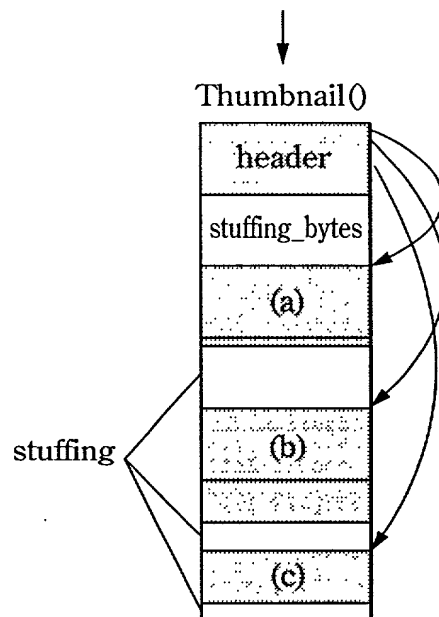 Thumbnail()
header
stuffing_bytes
(a)
(b)
stuffing
(c)